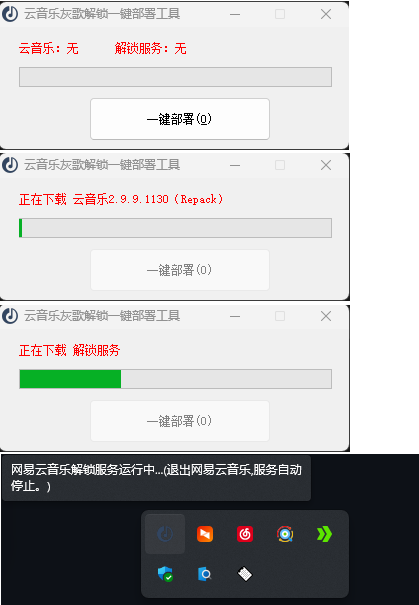 云音乐灰歌解锁一键部署工具
云音乐：无 解锁服务：无
一键部署(O)
云音乐灰歌解锁一键部署工具
正在下载 云音乐2.9.9.1130（Repack）
一键部署(O)
云音乐灰歌解锁一键部署工具
正在下载 解锁服务
一键部署(O)
网易云音乐解锁服务运行中...(退出网易云音乐,服务自动
停止。)